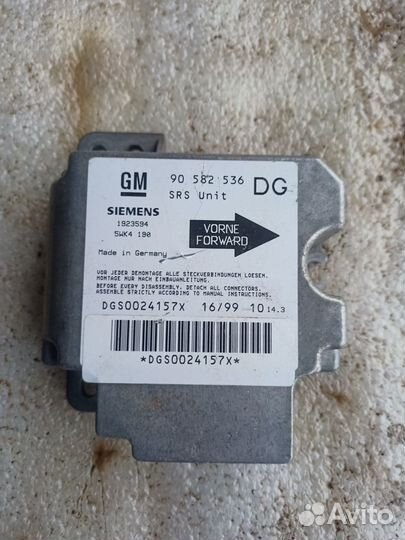 GM
90 582 536 DG
SRS Unit
SIEMENS
1923594
5WK4 190
VORNE
FORWARD
Made in Germany
VOR JEDER DEMONTAGE ALLE STECKVERBINDUNGEN LOESEN.
MONTAGE NUR NACH EINBAUANLEITUNG.
BEFORE EVERY DISASSEMBLY, DETACH ALL CONNECTORS.
ASSEMBLE STRICTLY ACCORDING TO MANUAL INSTRUCTIONS.
DGS0024157X 16/99 10 14.3
*DGS0024157X*
Avito